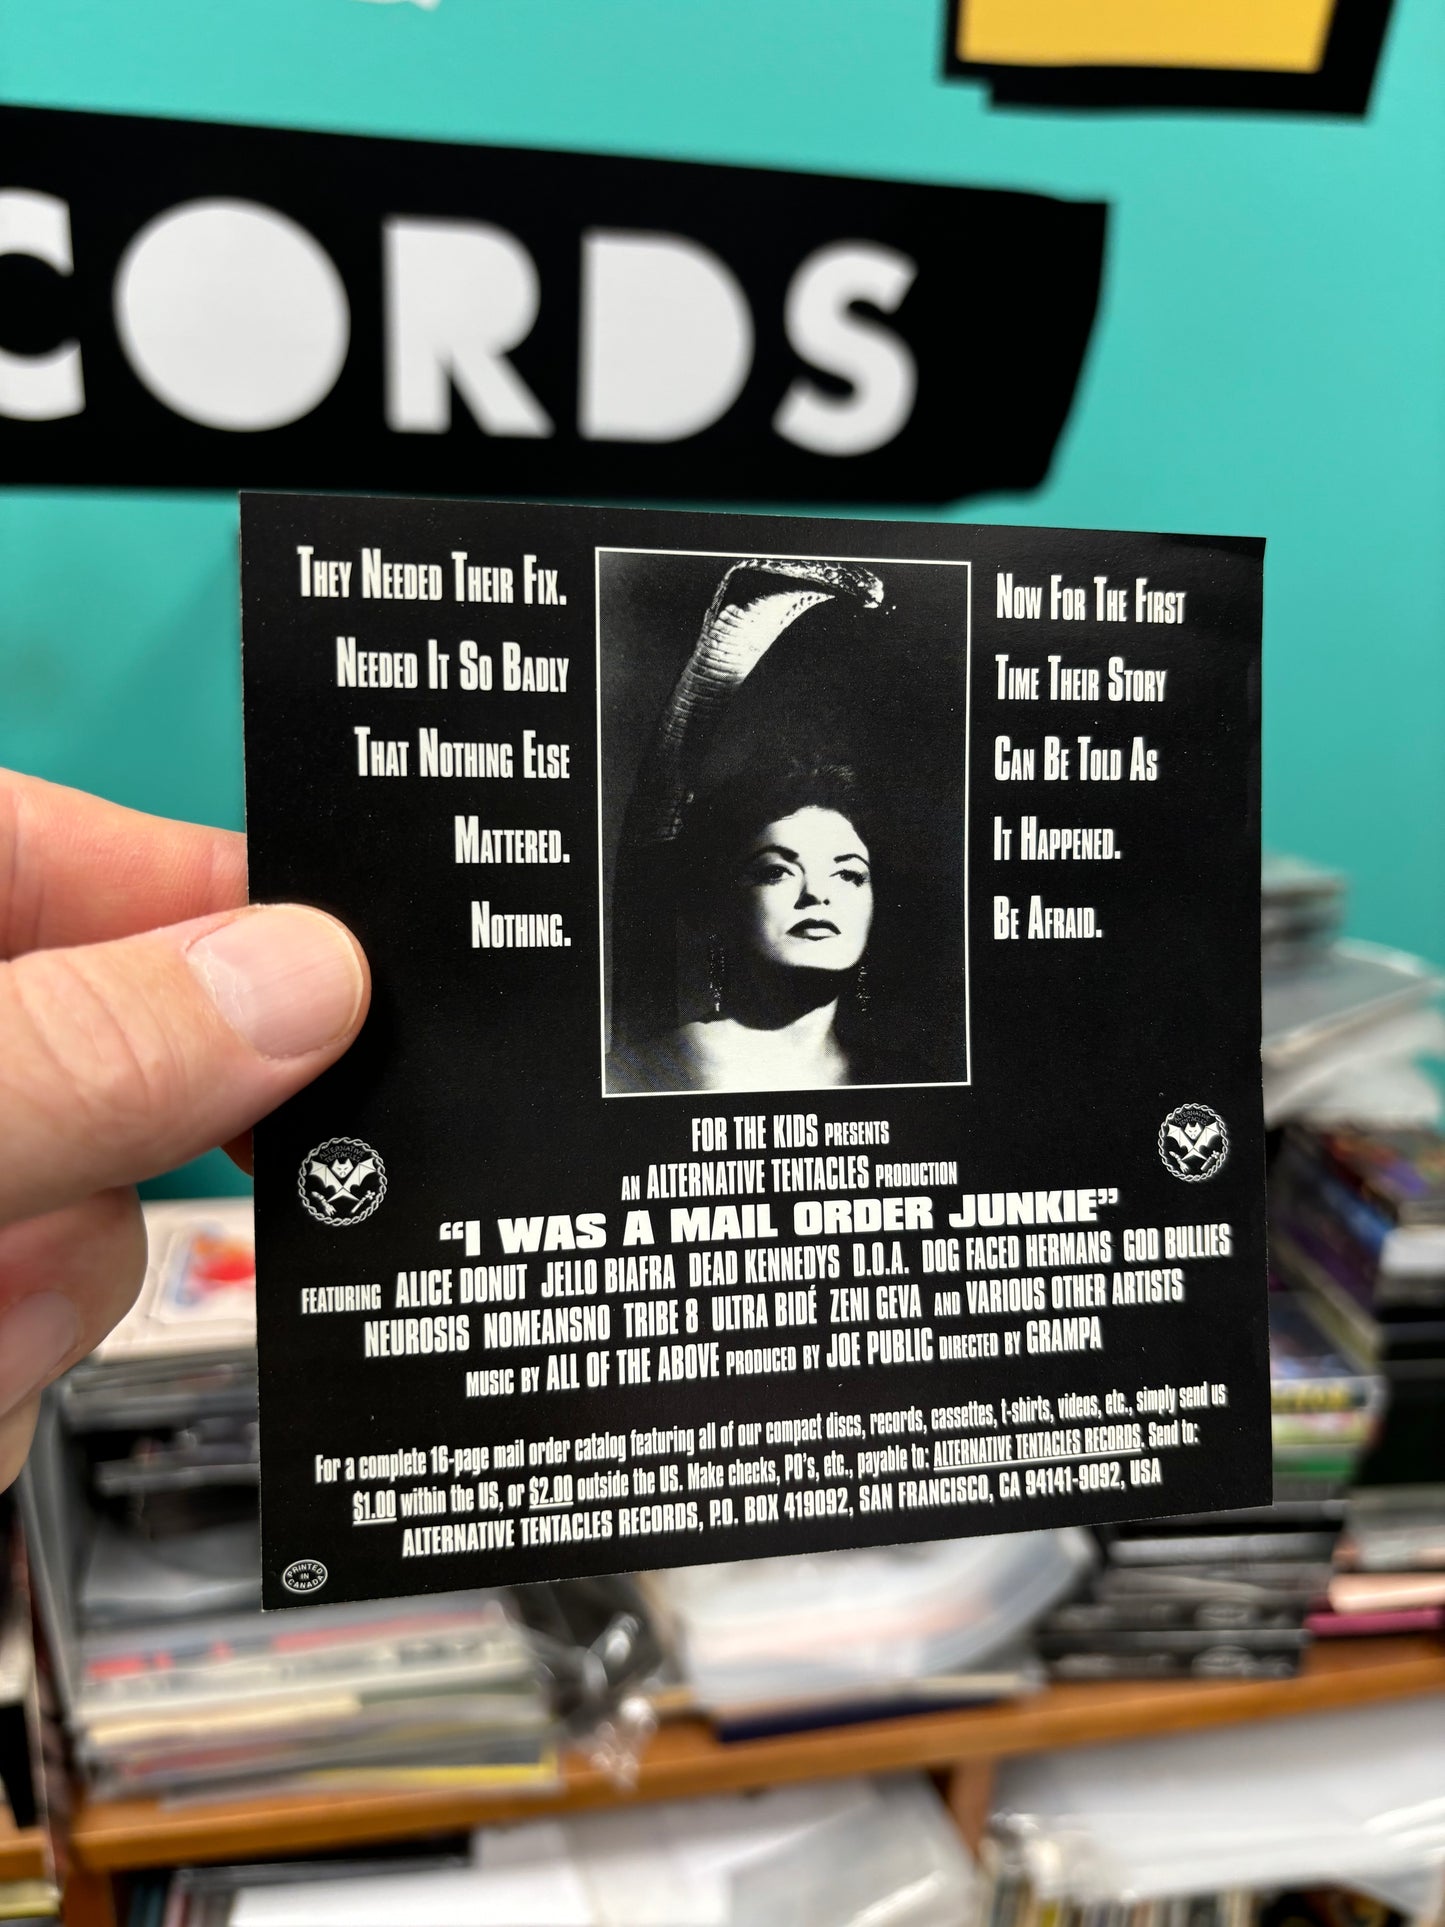 CORDS
THEY NEEDED THEIR FIX.
NEEDED IT SO BADLY
THAT NOTHING ELSE
MATTERED.
NOTHING.
NOW FOR THE FIRST
TIME THEIR STORY
CAN BE TOLD AS
IT HAPPENED.
BE AFRAID.
FOR THE KIDS PRESENTS
AN ALTERNATIVE TENTACLES PRODUCTION
ALTERNATIVE
TENTACLES
ALTERNATIVE
TENTACLES
"I WAS A MAIL ORDER JUNKIE"
FEATURING ALICE DONUT JELLO BIAFRA DEAD KENNEDYS D.O.A. DOG FACED HERMANS GOD BULLIES
NEUROSIS NOMEANSNO TRIBE 8 ULTRA BIDÉ ZENI GEVA AND VARIOUS OTHER ARTISTS
MUSIC BY ALL OF THE ABOVE PRODUCED BY JOE PUBLIC DIRECTED BY GRAMPA
For a complete 16-page mail order catalog featuring all of our compact discs, records, cassettes, t-shirts, videos, etc., simply send us
$1.00 within the US, or $2.00 outside the US. Make checks, PO's, etc., payable to: ALTERNATIVE TENTACLES RECORDS. Send to:
ALTERNATIVE TENTACLES RECORDS, P.O. BOX 419092, SAN FRANCISCO, CA 94141-9092, USA
PRINTED
IN
CANADA